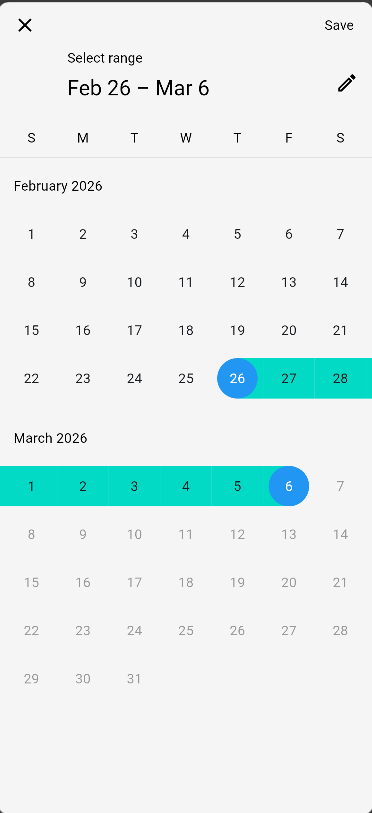 Save
Select range
Feb 26 – Mar 6
S M T W T F S
February 2026
1 2 3 4 5 6 7
8 9 10 11 12 13 14
15 16 17 18 19 20 21
22 23 24 25 26 27 28
March 2026
1 2 3 4 5 6 7
8 9 10 11 12 13 14
15 16 17 18 19 20 21
22 23 24 25 26 27 28
29 30 31